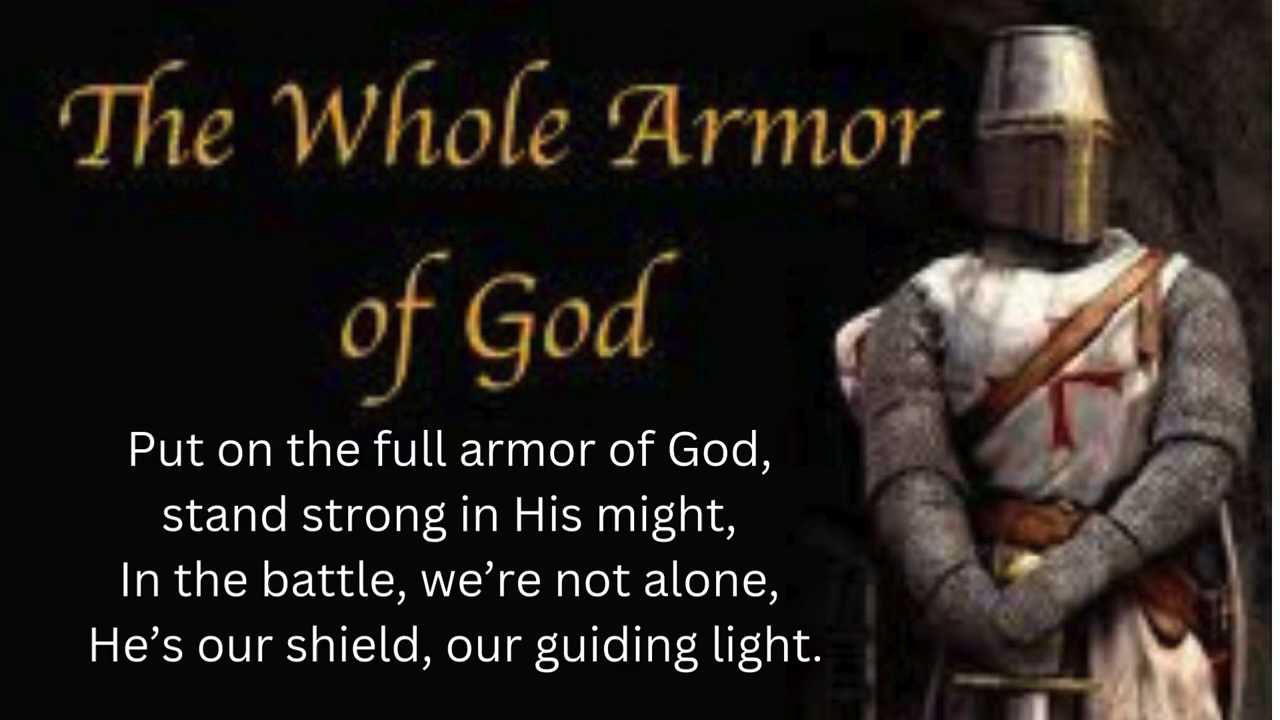 The Whole Armor
of God
Put on the full armor of God,
stand strong in His might,
In the battle, we’re not alone,
He’s our shield, our guiding light.